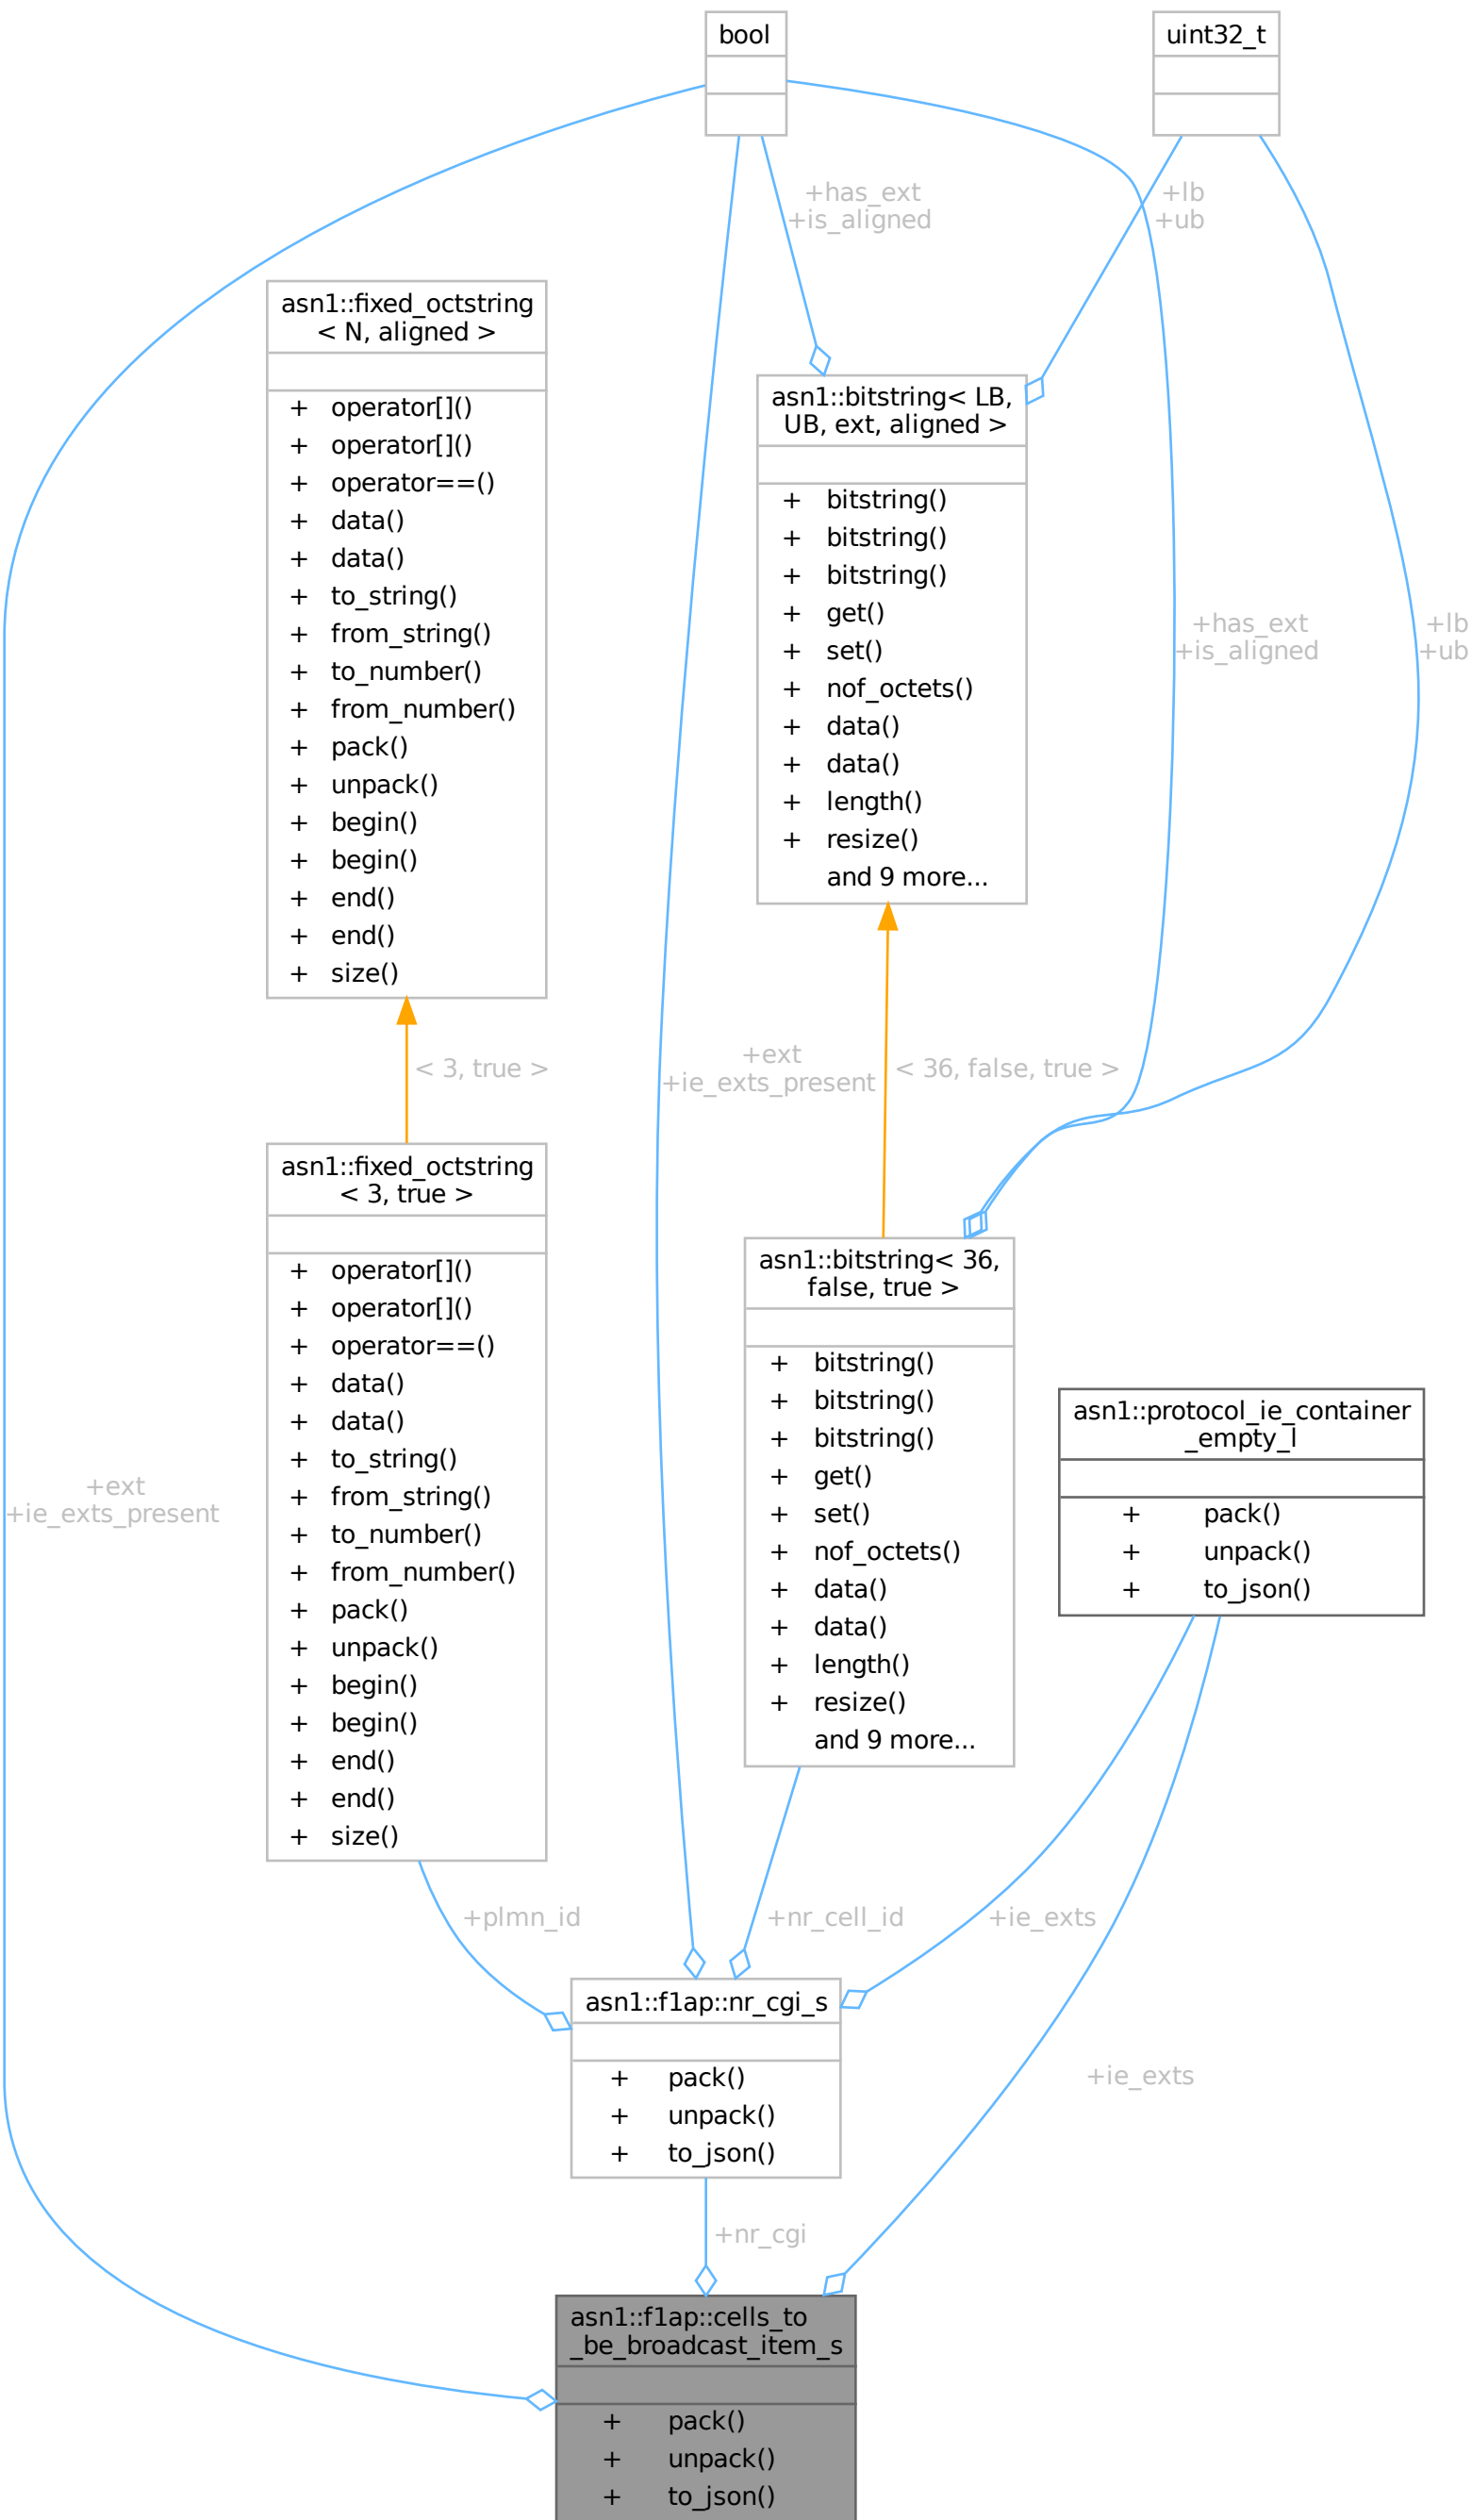 bool
uint32_t
+has_ext
+is_aligned
+lb
+ub
asn1::fixed_octstring
< N, aligned >
+ operator[]()
+ operator[]()
+ operator==()
+ data()
+ data()
+ to_string()
+ from_string()
+ to_number()
+ from_number()
+ pack()
+ unpack()
+ begin()
+ begin()
+ end()
+ end()
+ size()
asn1::bitstring< LB,
UB, ext, aligned >
+ bitstring()
+ bitstring()
+ bitstring()
+ get()
+ set()
+ nof_octets()
+ data()
+ data()
+ length()
+ resize()
and 9 more...
+has_ext
+is_aligned
+lb
+ub
< 3, true >
+ext
+ie_exts_present
< 36, false, true >
asn1::fixed_octstring
< 3, true >
+ operator[]()
+ operator[]()
+ operator==()
+ data()
+ data()
+ to_string()
+ from_string()
+ to_number()
+ from_number()
+ pack()
+ unpack()
+ begin()
+ begin()
+ end()
+ end()
+ size()
asn1::bitstring< 36,
false, true >
+ bitstring()
+ bitstring()
+ bitstring()
+ get()
+ set()
+ nof_octets()
+ data()
+ data()
+ length()
+ resize()
and 9 more...
asn1::protocol_ie_container
_empty_l
+ pack()
+ unpack()
+ to_json()
+ext
+ie_exts_present
+plmn_id
+nr_cell_id
+ie_exts
asn1::f1ap::nr_cgi_s
+ pack()
+ unpack()
+ to_json()
+ie_exts
+nr_cgi
asn1::f1ap::cells_to
_be_broadcast_item_s
+ pack()
+ unpack()
+ to_json()